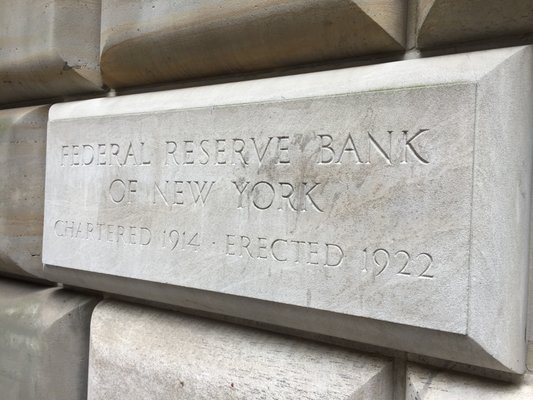 FEDERAL RESERVE BANK
OF NEW YORK
CHARTERED 1914 · ERECTED 1922